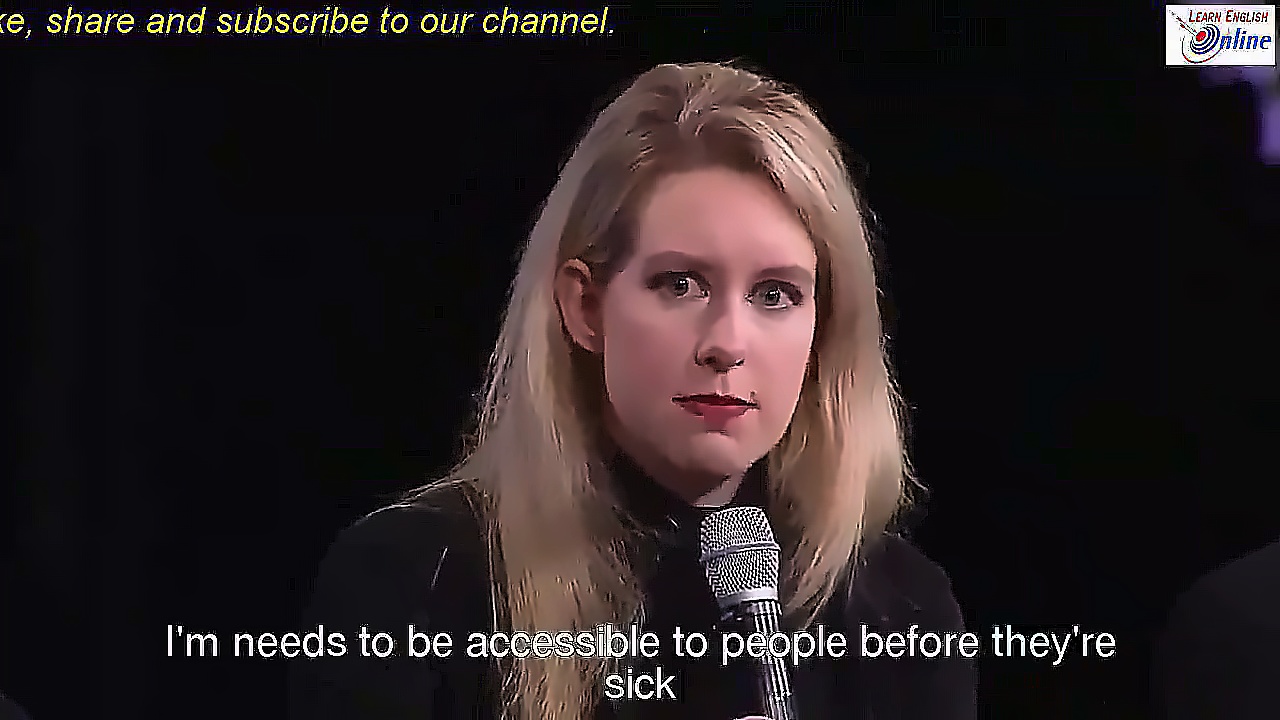 ke, share and subscribe to our channel.
LEARN ENGLISH
Online
I'm needs to be accessible to people before they're
sick